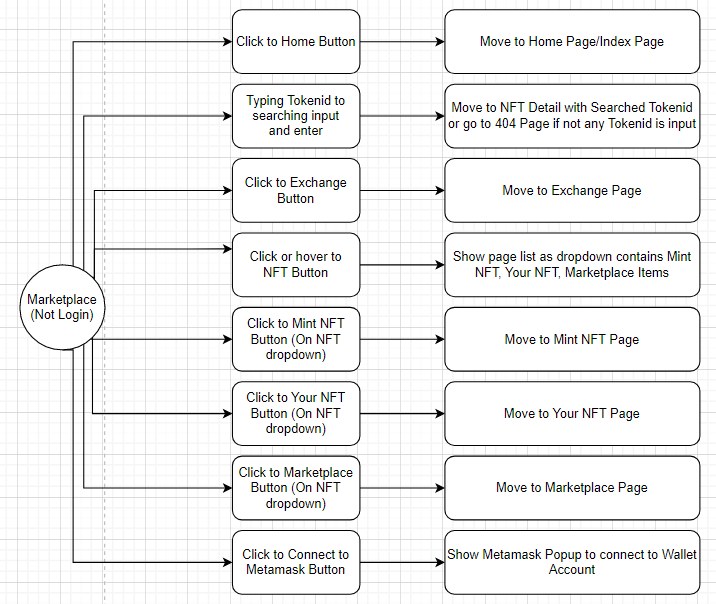 Click to Home Button
Move to Home Page/Index Page
Typing Tokenid to
searching input
and enter
Move to NFT Detail with Searched Tokenid
or go to 404 Page if not any Tokenid is input
Click to Exchange
Button
Move to Exchange Page
Click or hover to
NFT Button
Show page list as dropdown contains Mint
NFT, Your NFT, Marketplace Items
Marketplace
(Not Login)
Click to Mint NFT
Button (On NFT
dropdown)
Move to Mint NFT Page
Click to Your NFT
Button (On NFT
dropdown)
Move to Your NFT Page
Click to Marketplace
Button (On NFT
dropdown)
Move to Marketplace Page
Click to Connect to
Metamask Button
Show Metamask Popup to connect to Wallet
Account